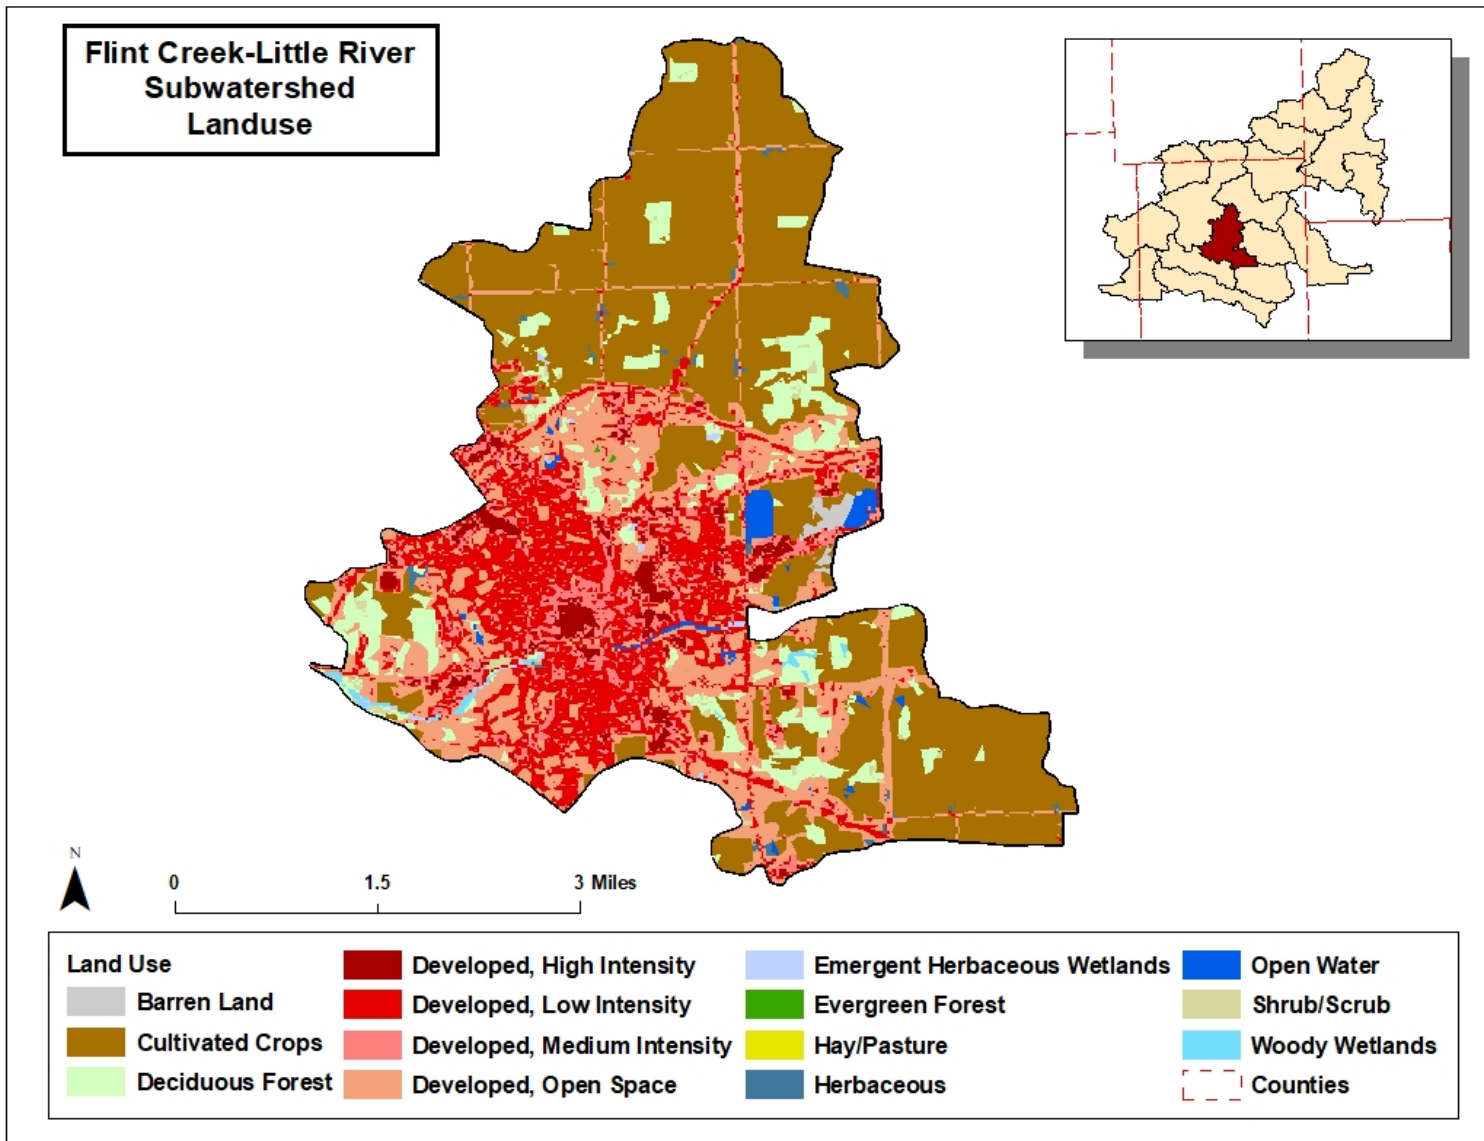 Flint Creek-Little River
Subwatershed
Landuse
N
0 1.5 3 Miles
Land Use
Barren Land
Cultivated Crops
Deciduous Forest
Developed, High Intensity
Developed, Low Intensity
Developed, Medium Intensity
Developed, Open Space
Emergent Herbaceous Wetlands
Evergreen Forest
Hay/Pasture
Herbaceous
Open Water
Shrub/Scrub
Woody Wetlands
Counties